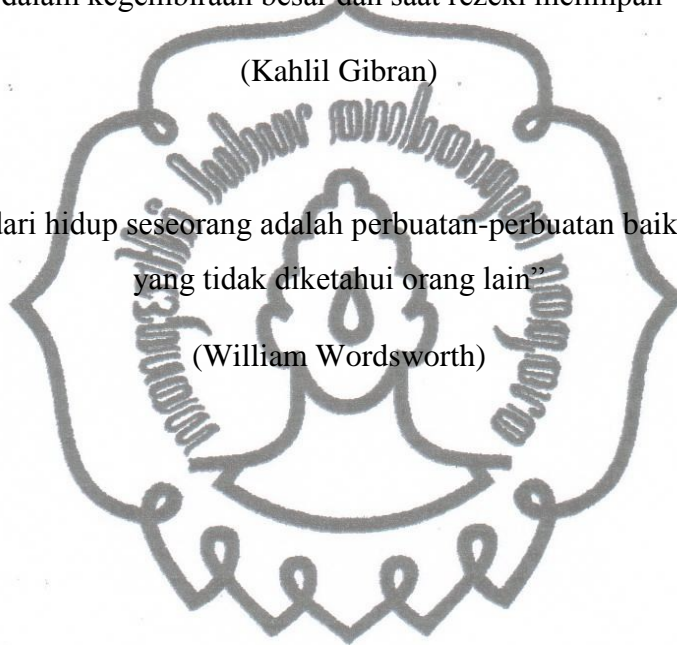 dalam kegembiraan besar dan saat rezeki melimpah
(Kahlil Gibran)
dari hidup seseorang adalah perbuatan-perbuatan baik
yang tidak diketahui orang lain”
(William Wordsworth)